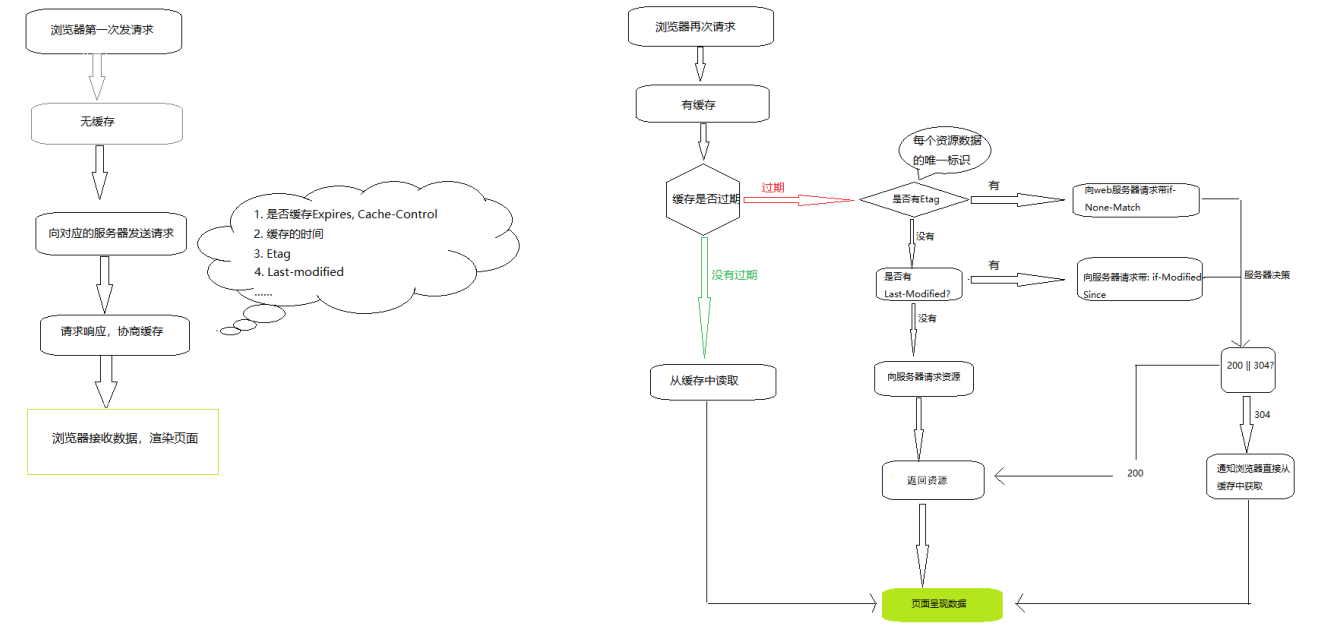 浏览器第一次发请求
无缓存
向对应的服务器发送请求
请求响应，协商缓存
浏览器接收数据，渲染页面
1. 是否缓存Expires, Cache-Control
2. 缓存的时间
3. Etag
4. Last-modified
......
浏览器再次请求
有缓存
缓存是否过期
过期
没有过期
从缓存中读取
每个资源数据
的唯一标识
是否有Etag
有
向web服务器请求带if-
None-Match
没有
是否有
Last-Modified?
有
向服务器请求带: if-Modified-
Since
服务器决策
没有
向服务器请求资源
200 || 304?
304
200
返回资源
通知浏览器直接从
缓存中获取
页面呈现数据